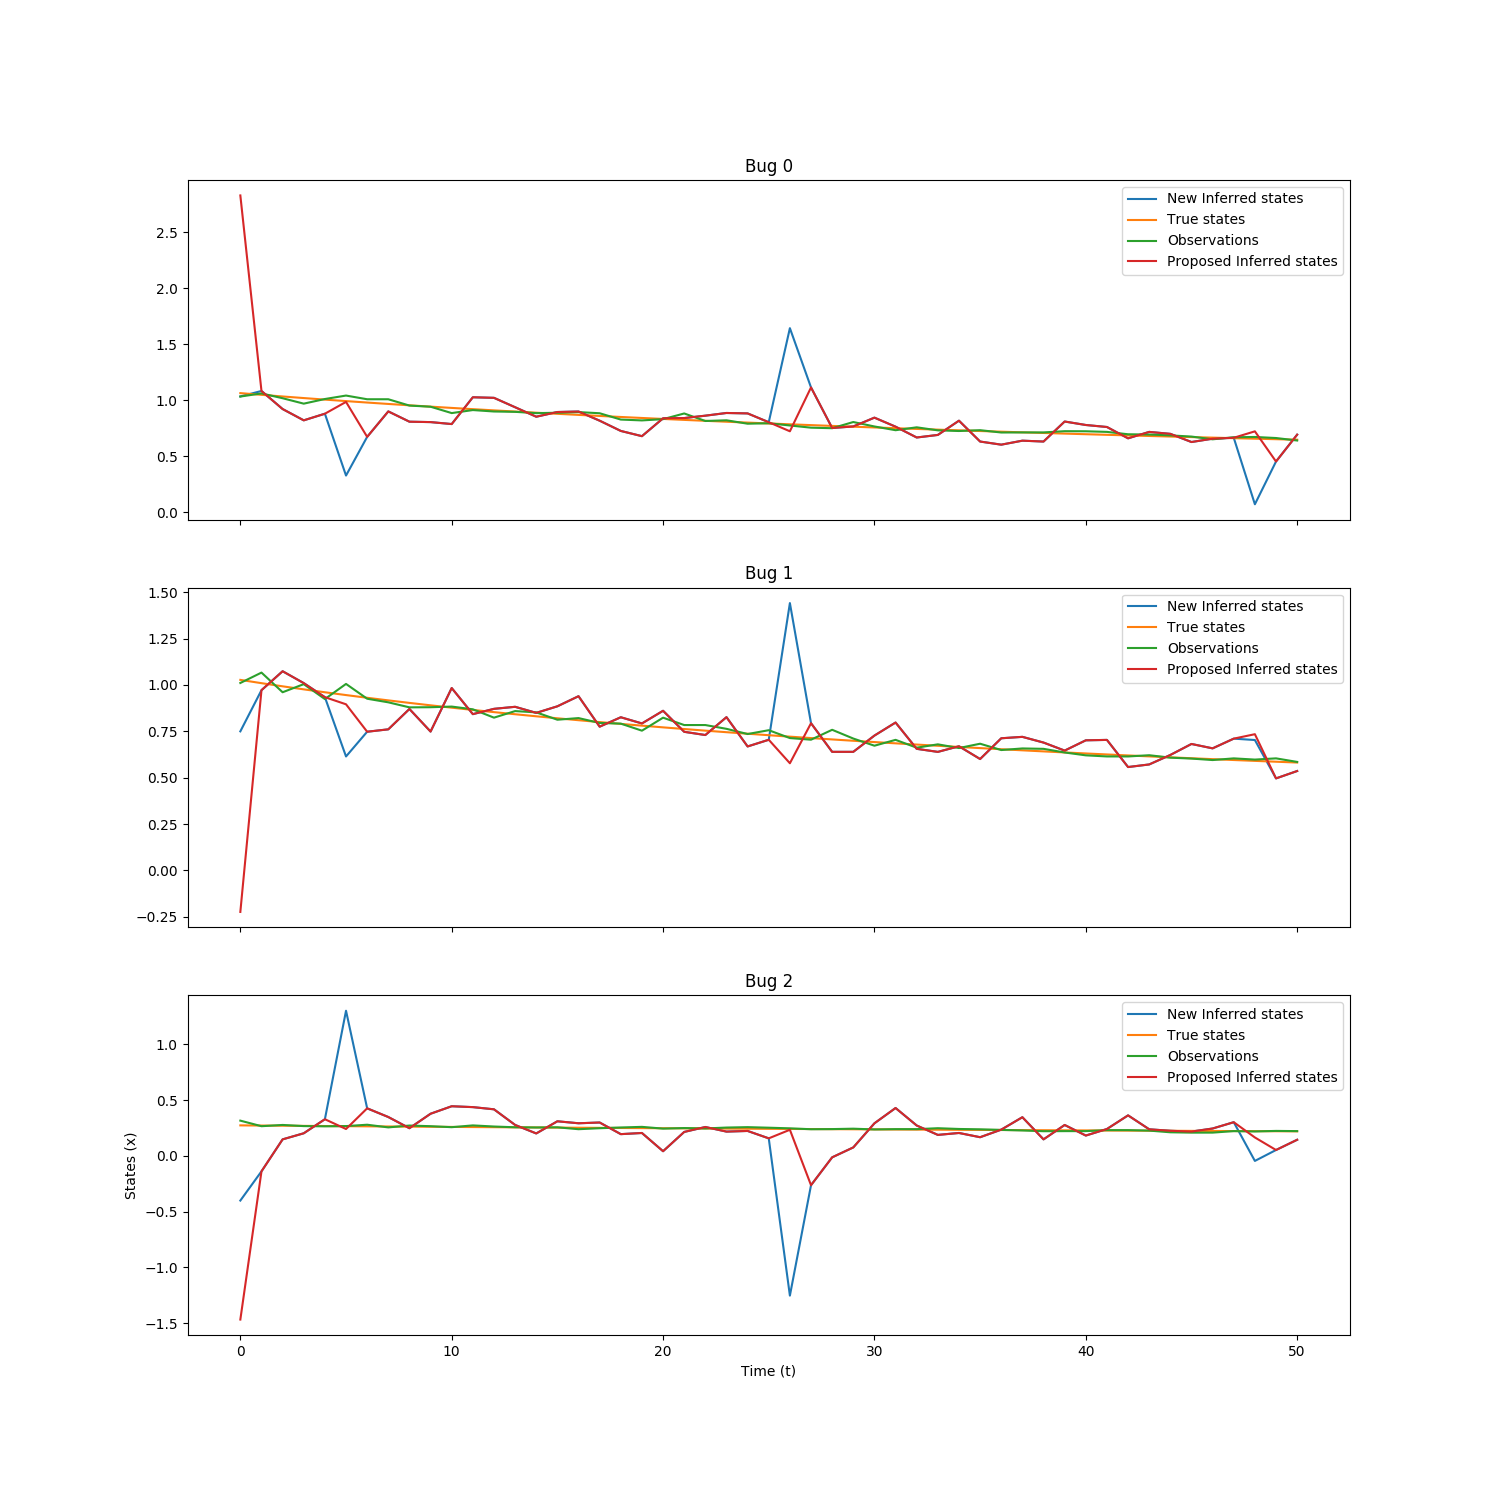 Bug 0
New Inferred states
True states
Observations
Proposed Inferred states
2.5
2.0
1.5
1.0
0.5
0.0
Bug 1
New Inferred states
True states
Observations
Proposed Inferred states
1.50
1.25
1.00
0.75
0.50
0.25
0.00
−0.25
Bug 2
New Inferred states
True states
Observations
Proposed Inferred states
1.0
0.5
0.0
−0.5
−1.0
−1.5
States (x)
0 10 20 30 40 50
Time (t)